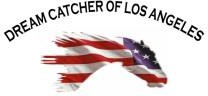 DREAM CATCHER OF LOS ANGELES